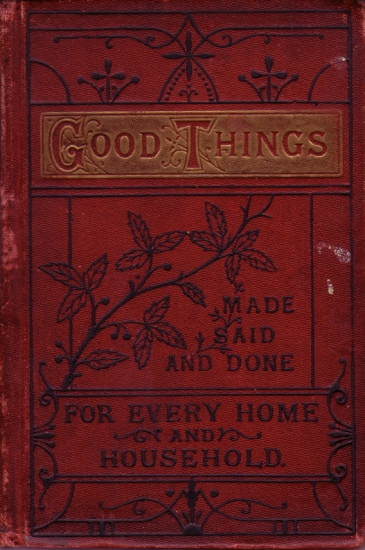 GOOD THINGS
MADE
SAID
AND DONE
FOR EVERY HOME
AND
HOUSEHOLD.